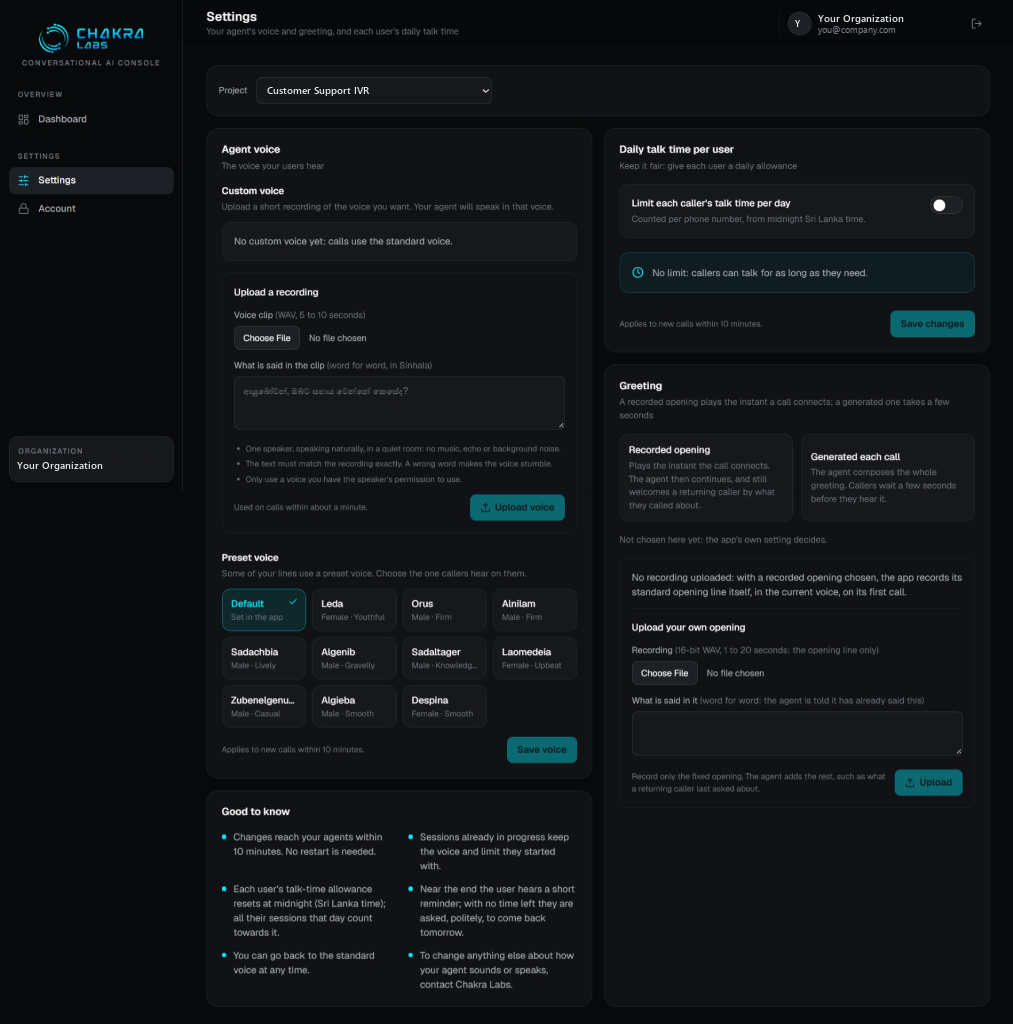 CHAKRA
LABS
CONVERSATIONAL AI CONSOLE
OVERVIEW
Dashboard
SETTINGS
Settings
Account
ORGANIZATION
Your Organization
Settings
Your agent's voice and greeting, and each user's daily talk time
Y
Your Organization
you@company.com
Project
Customer Support IVR
Agent voice
The voice your users hear
Custom voice
Upload a short recording of the voice you want. Your agent will speak in that voice.
No custom voice yet: calls use the standard voice.
Upload a recording
Voice clip (WAV, 5 to 10 seconds)
Choose File No file chosen
What is said in the clip (word for word, in Sinhala)
ආයුබෝවන්, ඔබට සහාය වෙන්නේ කෙසේද?
• One speaker, speaking naturally, in a quiet room: no music, echo or background noise.
• The text must match the recording exactly. A wrong word makes the voice stumble.
• Only use a voice you have the speaker's permission to use.
Used on calls within about a minute.
Upload voice
Preset voice
Some of your lines use a preset voice. Choose the one callers hear on them.
Default
Set in the app
Leda
Female · Youthful
Orus
Male · Firm
Alnilam
Male · Firm
Sadachbia
Male · Lively
Algenib
Male · Gravelly
Sadaltager
Male · Knowledg...
Laomedeia
Female · Upbeat
Zubenelgenu...
Male · Casual
Algieba
Male · Smooth
Despina
Female · Smooth
Applies to new calls within 10 minutes.
Save voice
Good to know
Changes reach your agents within
10 minutes. No restart is needed.
Sessions already in progress keep
the voice and limit they started
with.
Each user's talk-time allowance
resets at midnight (Sri Lanka time);
all their sessions that day count
towards it.
Near the end the user hears a short
reminder; with no time left they are
asked, politely, to come back
tomorrow.
You can go back to the standard
voice at any time.
To change anything else about how
your agent sounds or speaks,
contact Chakra Labs.
Daily talk time per user
Keep it fair: give each user a daily allowance
Limit each caller's talk time per day
Counted per phone number, from midnight Sri Lanka time.
No limit: callers can talk for as long as they need.
Applies to new calls within 10 minutes.
Save changes
Greeting
A recorded opening plays the instant a call connects; a generated one takes a few
seconds
Recorded opening
Plays the instant the call connects.
The agent then continues, and still
welcomes a returning caller by what
they called about.
Generated each call
The agent composes the whole
greeting. Callers wait a few seconds
before they hear it.
Not chosen here yet: the app's own setting decides.
No recording uploaded: with a recorded opening chosen, the app records its
standard opening line itself, in the current voice, on its first call.
Upload your own opening
Recording (16-bit WAV, 1 to 20 seconds: the opening line only)
Choose File No file chosen
What is said in it (word for word: the agent is told it has already said this)
Record only the fixed opening. The agent adds the rest, such as what
a returning caller last asked about.
Upload